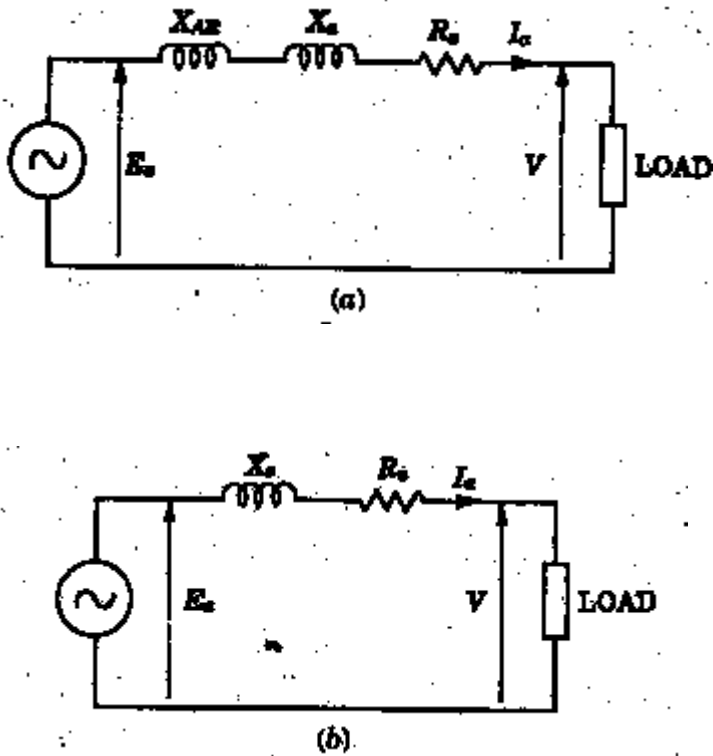 X_AR X_a R_a I_a
E_a V LOAD
(a)
X_s R_a I_a
E_a V LOAD
(b)